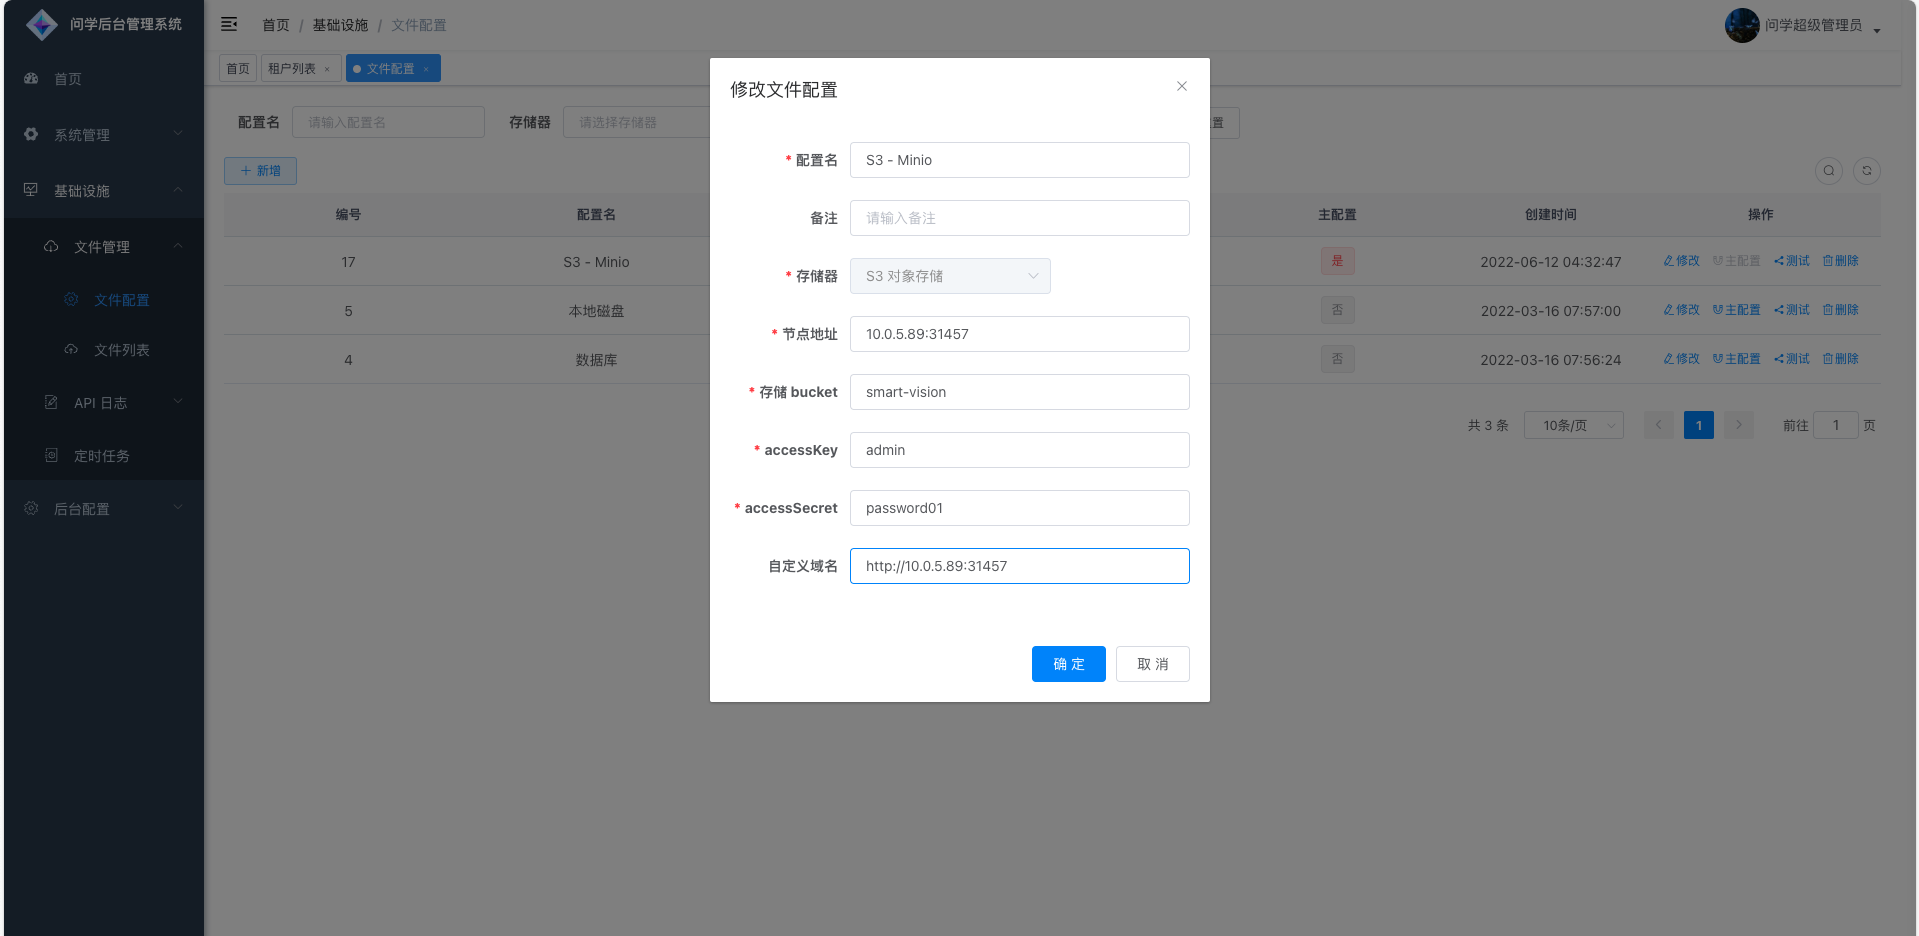 问学后台管理系统
首页 / 基础设施 / 文件配置
问学超级管理员
首页
租户列表 ×
文件配置 ×
首页
系统管理
基础设施
文件管理
文件配置
文件列表
API 日志
定时任务
后台配置
配置名 请输入配置名 存储器 请选择存储器 置
+ 新增
编号 配置名 主配置 创建时间 操作
17 S3 - Minio 是 2022-06-12 04:32:47 修改 主配置 测试 删除
5 本地磁盘 否 2022-03-16 07:57:00 修改 主配置 测试 删除
4 数据库 否 2022-03-16 07:56:24 修改 主配置 测试 删除
共 3 条 10条/页 1 前往 1 页
修改文件配置
* 配置名 S3 - Minio
备注 请输入备注
* 存储器 S3 对象存储
* 节点地址 10.0.5.89:31457
* 存储 bucket smart-vision
* accessKey admin
* accessSecret password01
自定义域名 http://10.0.5.89:31457
确 定 取 消